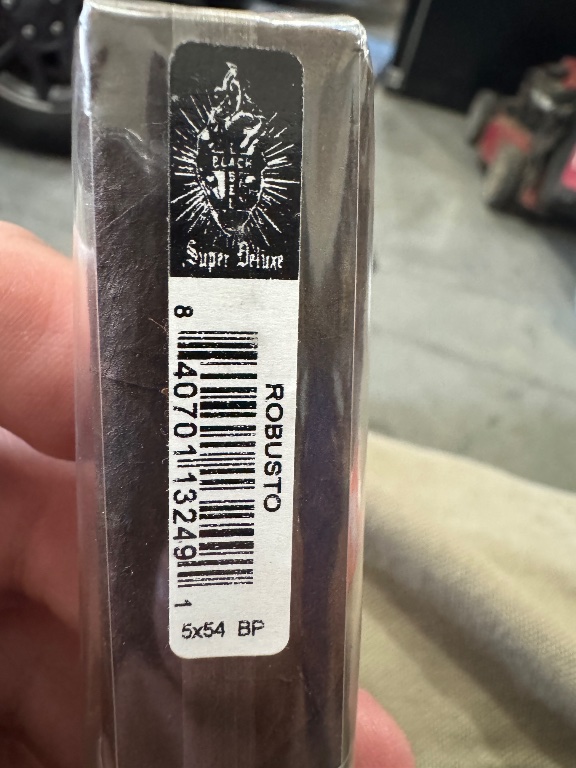 BLACK
LABEL
Super Deluxe
ROBUSTO
8 40701 13249 1
5x54 BP